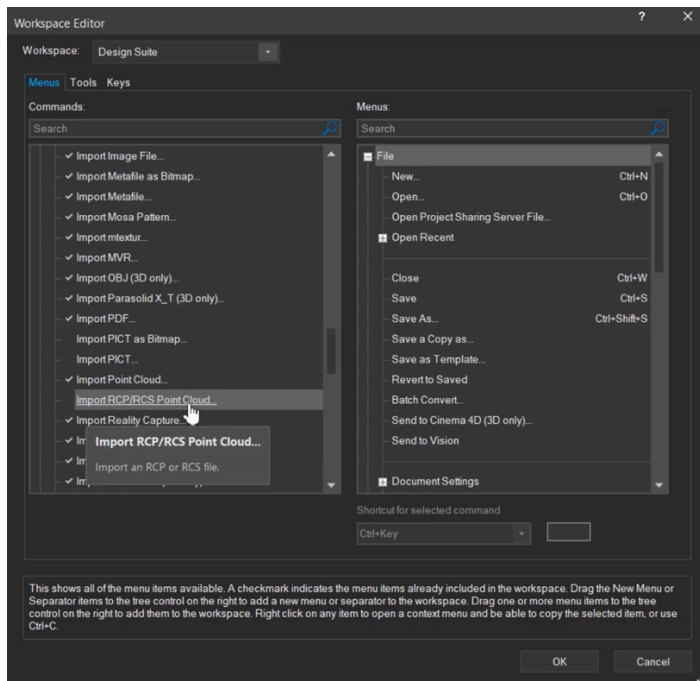 Workspace Editor
? ×
Workspace: Design Suite
Menus Tools Keys
Commands:
Search
Import Image File...
Import Metafile as Bitmap...
Import Metafile...
Import Mosa Pattern...
Import mtextur...
Import MVR...
Import OBJ (3D only)...
Import Parasolid X_T (3D only)...
Import PDF...
Import PICT as Bitmap...
Import PICT...
Import Point Cloud...
Import RCP/RCS Point Cloud...
Import Reality Capture...
Import RCP/RCS Point Cloud...
Import an RCP or RCS file.
Menus:
Search
File
New... Ctrl+N
Open... Ctrl+O
Open Project Sharing Server File...
Open Recent
Close Ctrl+W
Save Ctrl+S
Save As... Ctrl+Shift+S
Save a Copy as...
Save as Template...
Revert to Saved
Batch Convert...
Send to Cinema 4D (3D only)...
Send to Vision
Document Settings
Shortcut for selected command
Ctrl+Key
This shows all of the menu items available. A checkmark indicates the menu items already included in the workspace. Drag the New Menu or
Separator items to the tree control on the right to add a new menu or separator to the workspace. Drag one or more menu items to the tree
control on the right to add them to the workspace. Right click on any item to open a context menu and be able to copy the selected item, or use
Ctrl+C.
OK Cancel